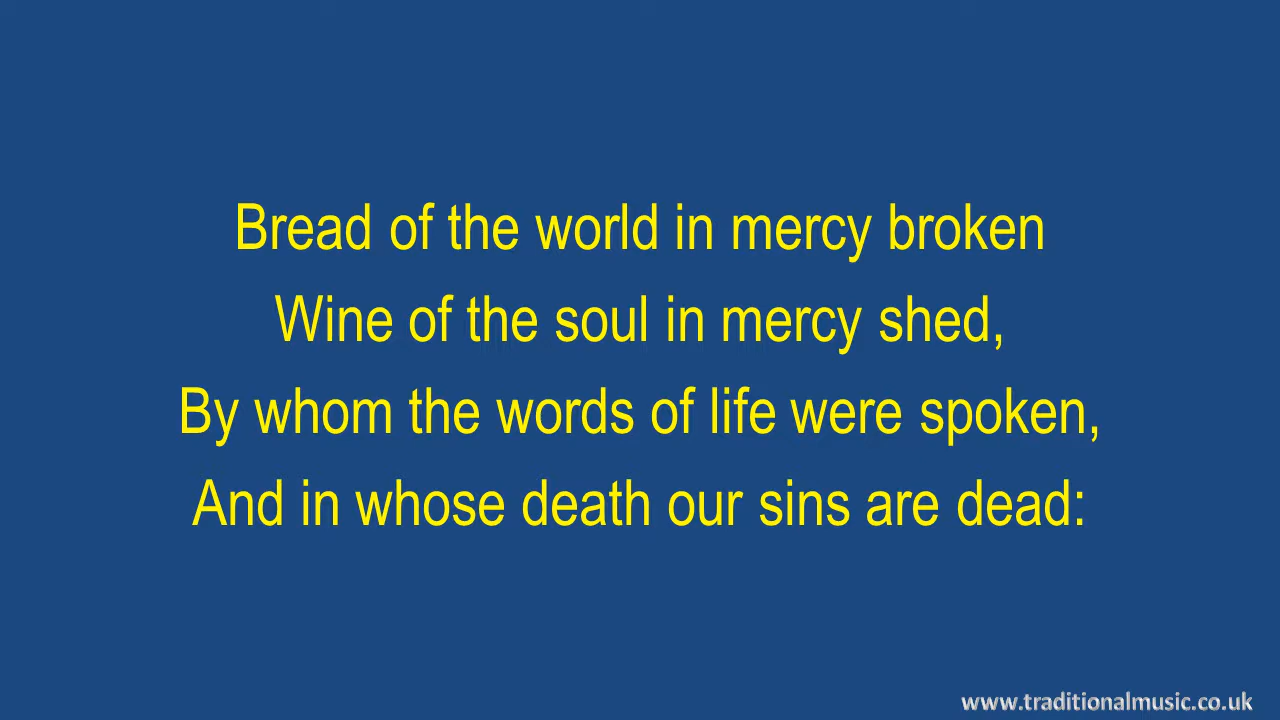 Bread of the world in mercy broken
Wine of the soul in mercy shed,
By whom the words of life were spoken,
And in whose death our sins are dead:
www.traditionalmusic.co.uk